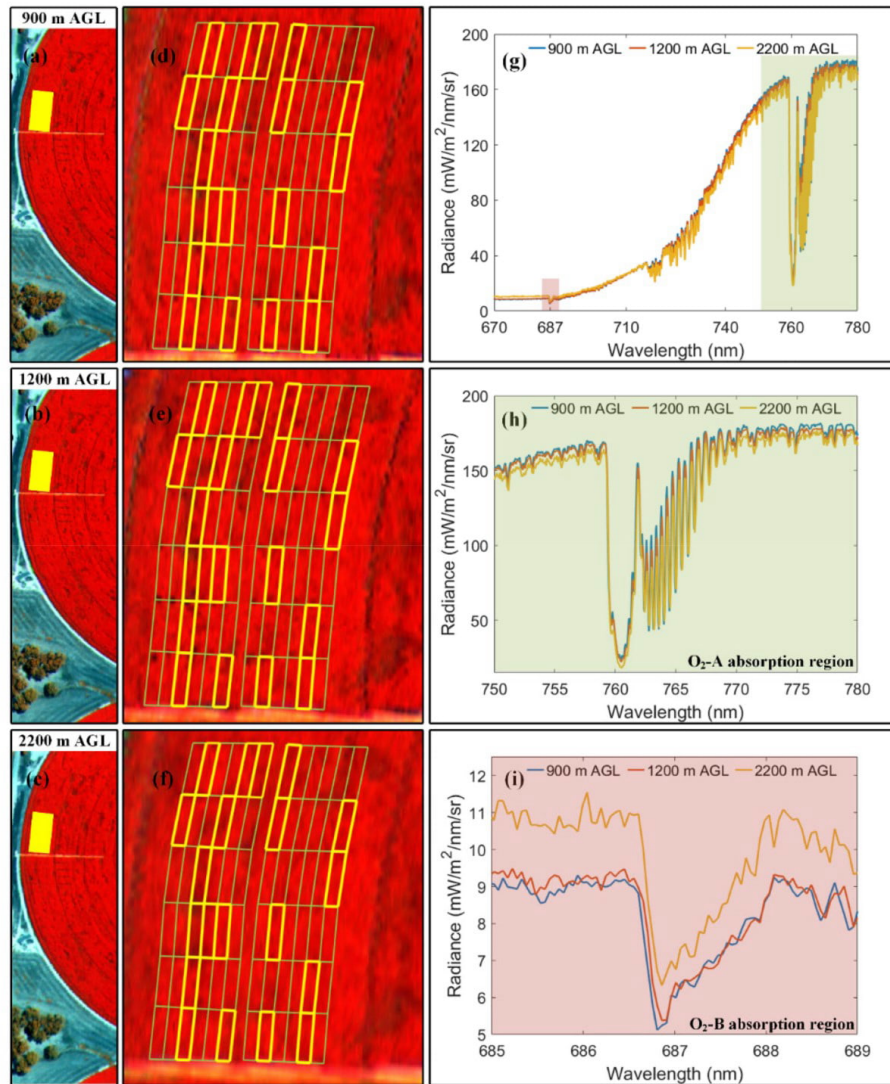 900 m AGL
(a)
(d)
(g)
900 m AGL 1200 m AGL 2200 m AGL
Radiance (mW/m²/nm/sr)
200
160
120
80
40
0
670 687 710 740 760 780
Wavelength (nm)
1200 m AGL
(b)
(e)
(h)
900 m AGL 1200 m AGL 2200 m AGL
Radiance (mW/m²/nm/sr)
200
150
100
50
O₂-A absorption region
750 755 760 765 770 775 780
Wavelength (nm)
2200 m AGL
(c)
(f)
(i)
900 m AGL 1200 m AGL 2200 m AGL
Radiance (mW/m²/nm/sr)
12
11
10
9
8
7
6
5
O₂-B absorption region
685 686 687 688 689
Wavelength (nm)